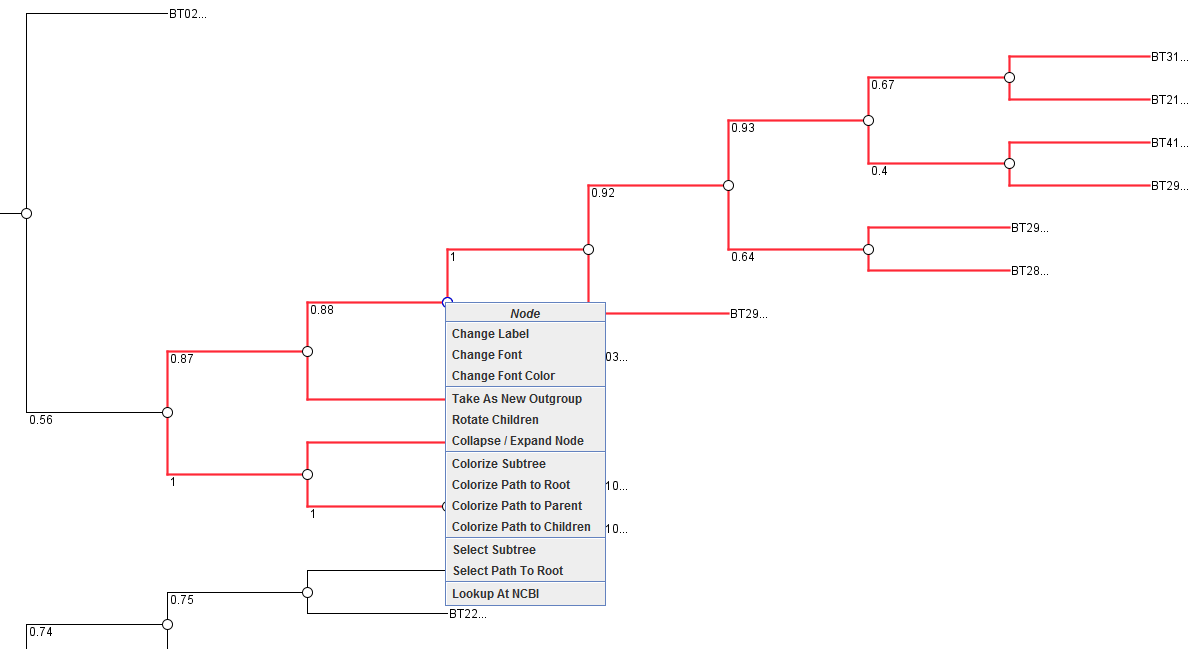 BT02...
BT31...
0.67
BT21...
0.93
BT41...
0.4
BT29...
0.92
BT29...
1
0.64
BT28...
0.88
BT29...
0.87
03...
0.56
1
10...
1
10...
0.75
BT22...
0.74
Node
Change Label
Change Font
Change Font Color
Take As New Outgroup
Rotate Children
Collapse / Expand Node
Colorize Subtree
Colorize Path to Root
Colorize Path to Parent
Colorize Path to Children
Select Subtree
Select Path To Root
Lookup At NCBI